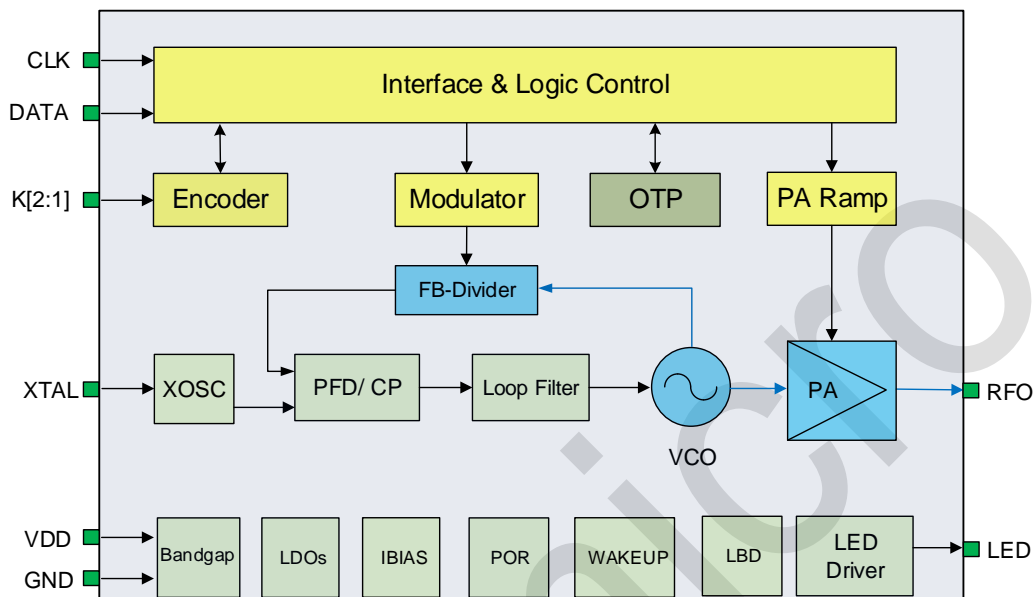 CLK
Interface & Logic Control
DATA
K[2:1]
Encoder
Modulator
OTP
PA Ramp
FB-Divider
XTAL
XOSC
PFD/ CP
Loop Filter
PA
RFO
VCO
VDD
GND
Bandgap
LDOs
IBIAS
POR
WAKEUP
LBD
LED
Driver
LED
micro